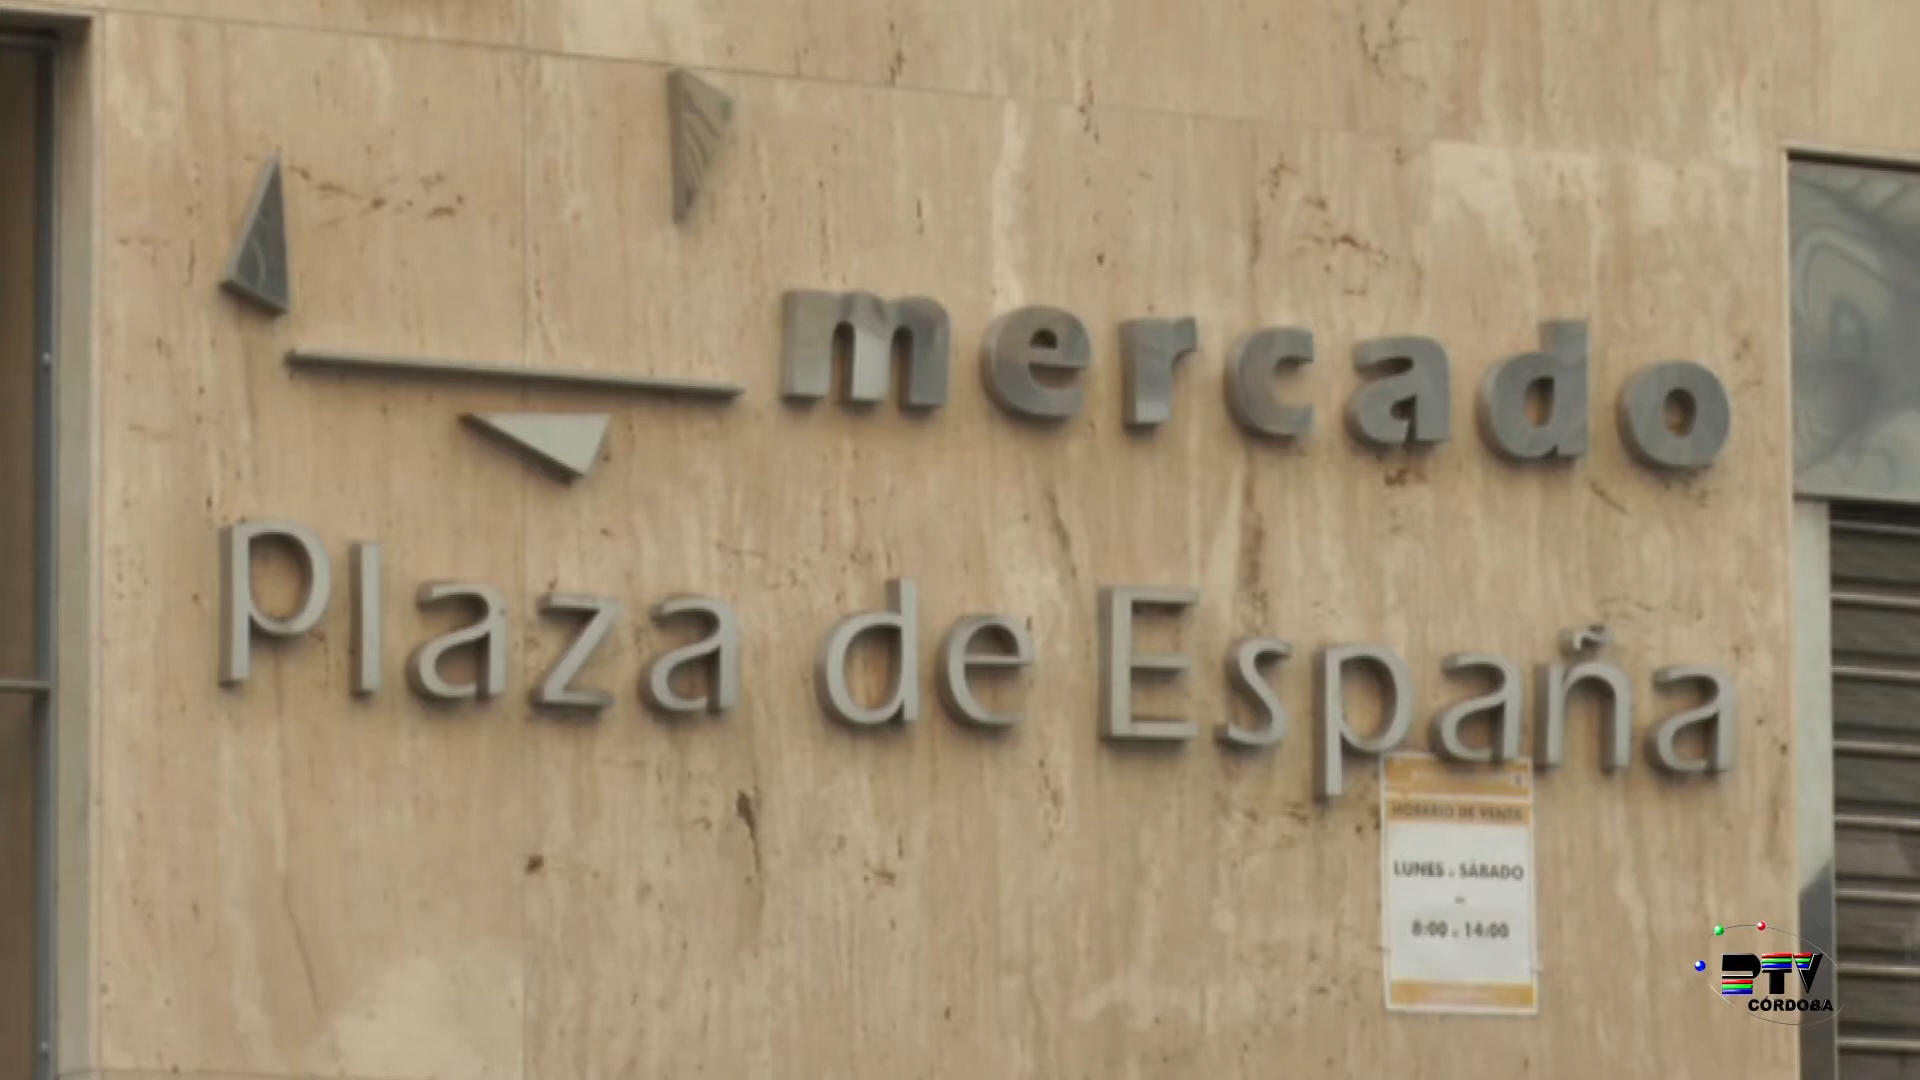 mercado
Plaza de España
HORARIO DE VENTA
LUNES a SÁBADO
8:00 a 14:00
PTV
CÓRDOBA